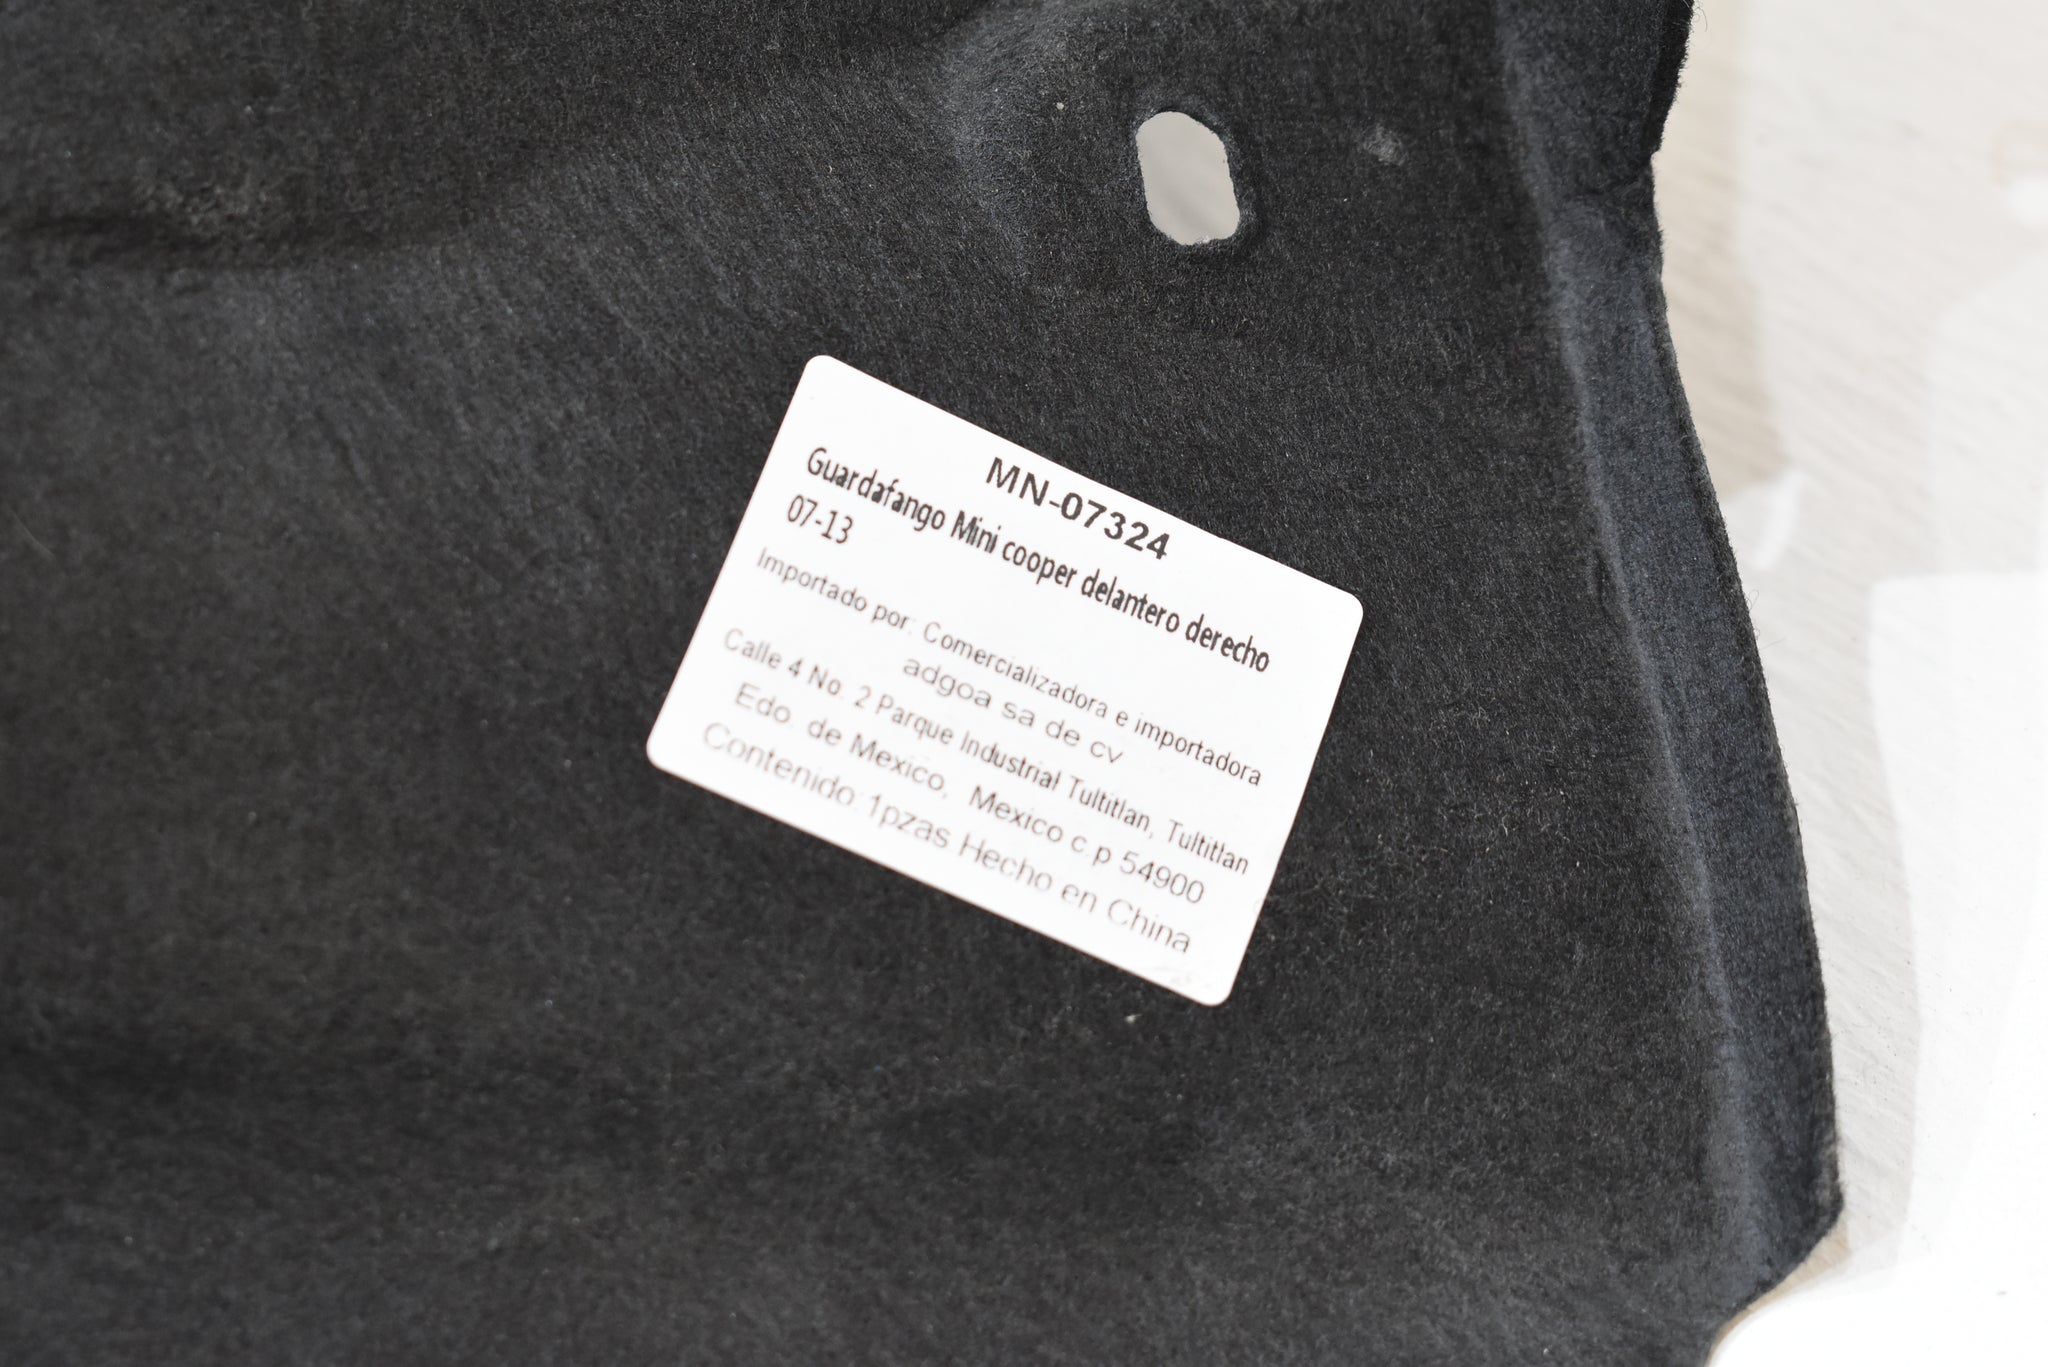 MN-07324
Guardafango Mini cooper delantero derecho
07-13
Importado por: Comercializadora e importadora
adgoa sa de cv
Calle 4 No. 2 Parque Industrial Tultitlan, Tultitlan
Edo. de Mexico, Mexico c.p 54900
Contenido:1pzas Hecho en China